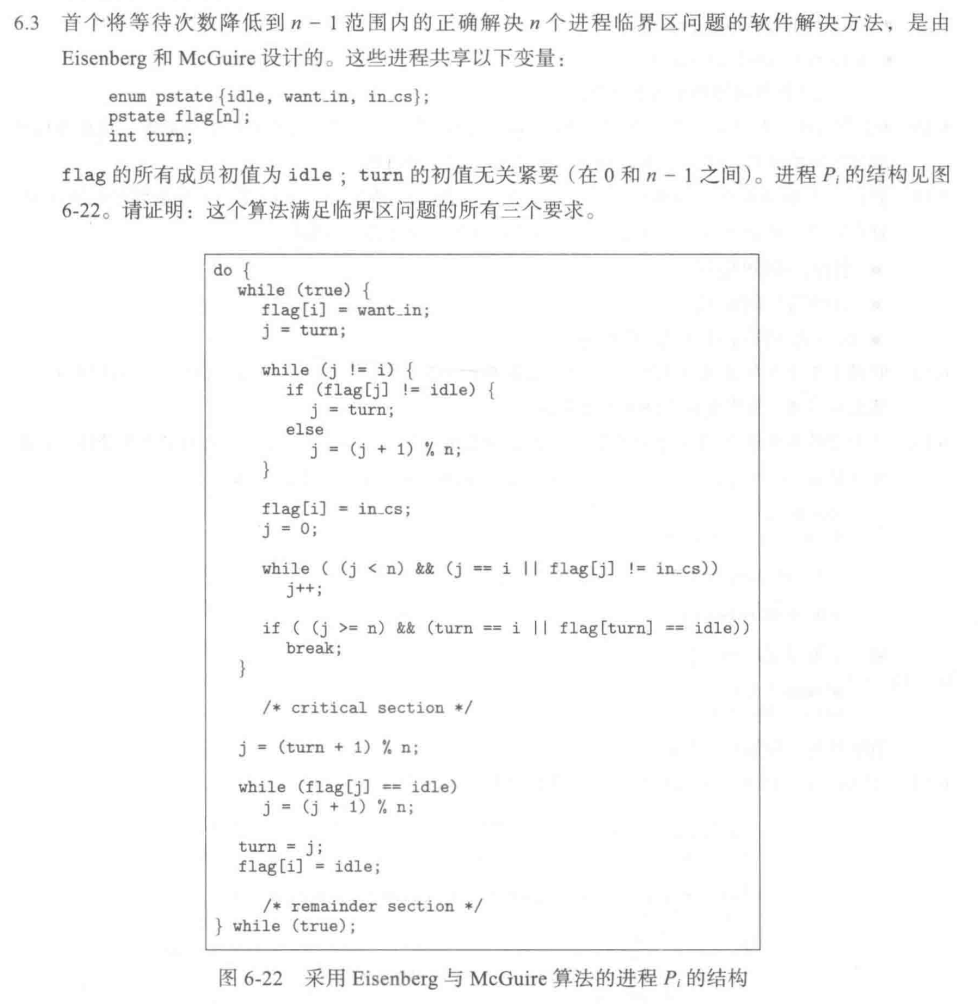 6.3 首个将等待次数降低到 n − 1 范围内的正确解决 n 个进程临界区问题的软件解决方法，是由
Eisenberg 和 McGuire 设计的。这些进程共享以下变量：
enum pstate {idle, want_in, in_cs};
pstate flag[n];
int turn;
flag 的所有成员初值为 idle；turn 的初值无关紧要（在 0 和 n − 1 之间）。进程 Pi 的结构见图
6-22。请证明：这个算法满足临界区问题的所有三个要求。
do {
while (true) {
flag[i] = want_in;
j = turn;
while (j != i) {
if (flag[j] != idle) {
j = turn;
else
j = (j + 1) % n;
}
flag[i] = in_cs;
j = 0;
while ( (j < n) && (j == i || flag[j] != in_cs))
j++;
if ( (j >= n) && (turn == i || flag[turn] == idle))
break;
}
/* critical section */
j = (turn + 1) % n;
while (flag[j] == idle)
j = (j + 1) % n;
turn = j;
flag[i] = idle;
/* remainder section */
} while (true);
图 6-22 采用 Eisenberg 与 McGuire 算法的进程 Pi 的结构